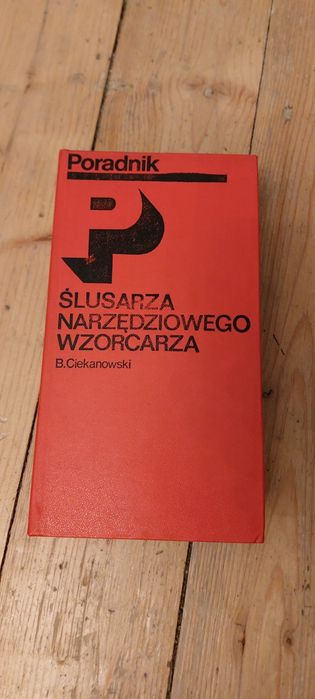 Poradnik
P
ŚLUSARZA
NARZĘDZIOWEGO
WZORCARZA
B.Ciekanowski